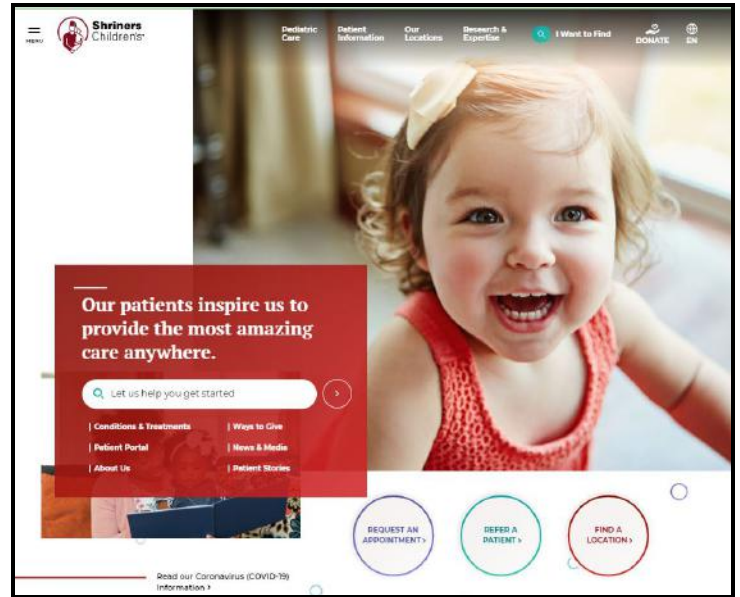 MENU
Shriners
Children's™
Pediatric
Care
Patient
Information
Our
Locations
Research &
Expertise
I Want to Find
DONATE
EN
Our patients inspire us to
provide the most amazing
care anywhere.
Let us help you get started
| Conditions & Treatments
| Ways to Give
| Patient Portal
| News & Media
| About Us
| Patient Stories
REQUEST AN
APPOINTMENT >
REFER A
PATIENT >
FIND A
LOCATION >
Read our Coronavirus (COVID-19)
Information >